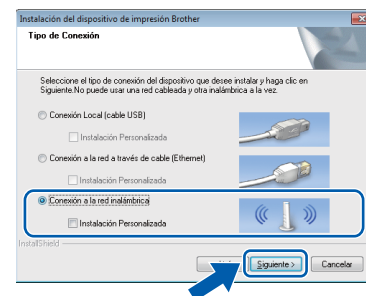 Instalación del dispositivo de impresión Brother
Tipo de Conexión
Seleccione el tipo de conexión del dispositivo que desee instalar y haga clic en
Siguiente.No puede usar una red cableada y otra inalámbrica a la vez.
Conexión Local (cable USB)
Instalación Personalizada
Conexión a la red a través de cable (Ethernet)
Instalación Personalizada
Conexión a la red inalámbrica
Instalación Personalizada
InstallShield
Siguiente > Cancelar